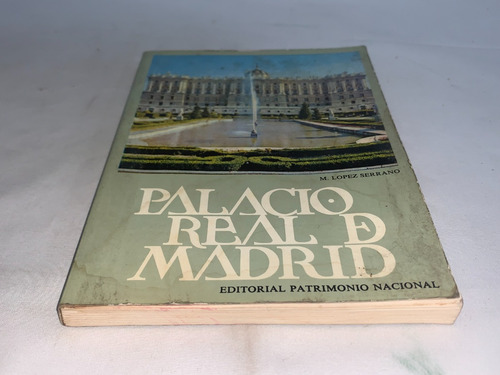 M. LOPEZ SERRANO
PALACIO
REAL DE
MADRID
EDITORIAL PATRIMONIO NACIONAL